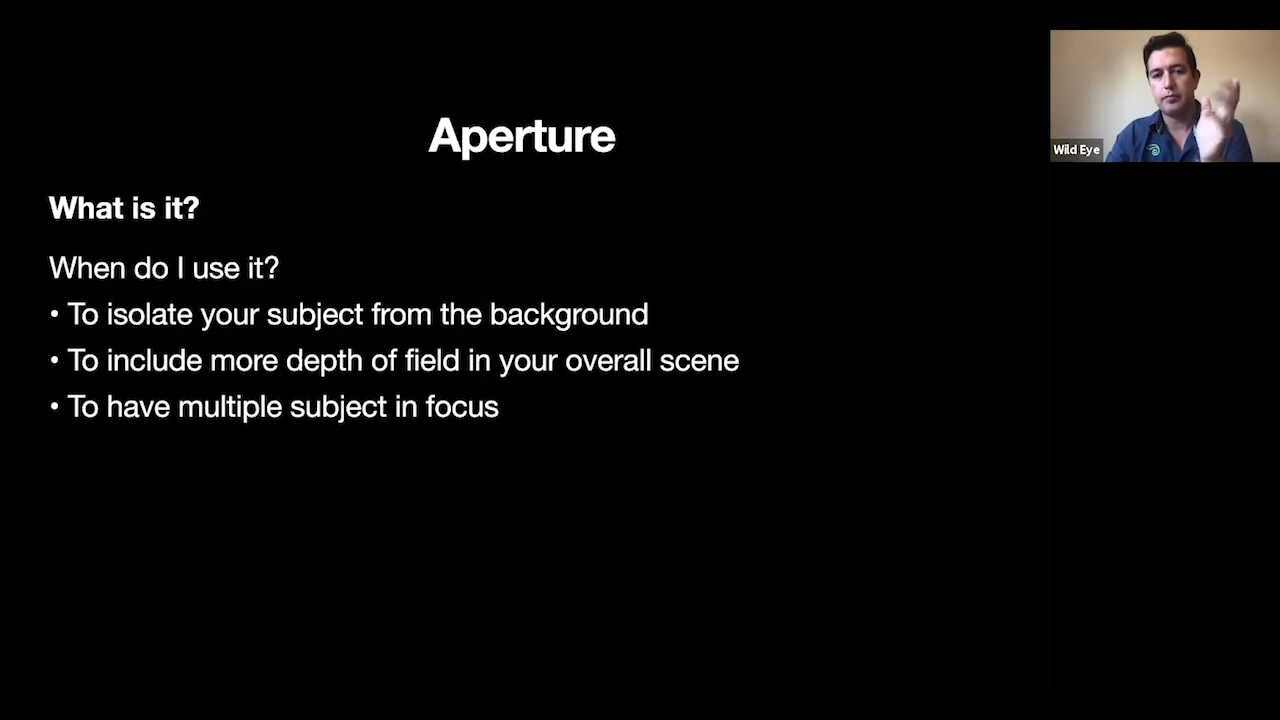 Aperture
Wild Eye
What is it?
When do I use it?
• To isolate your subject from the background
• To include more depth of field in your overall scene
• To have multiple subject in focus